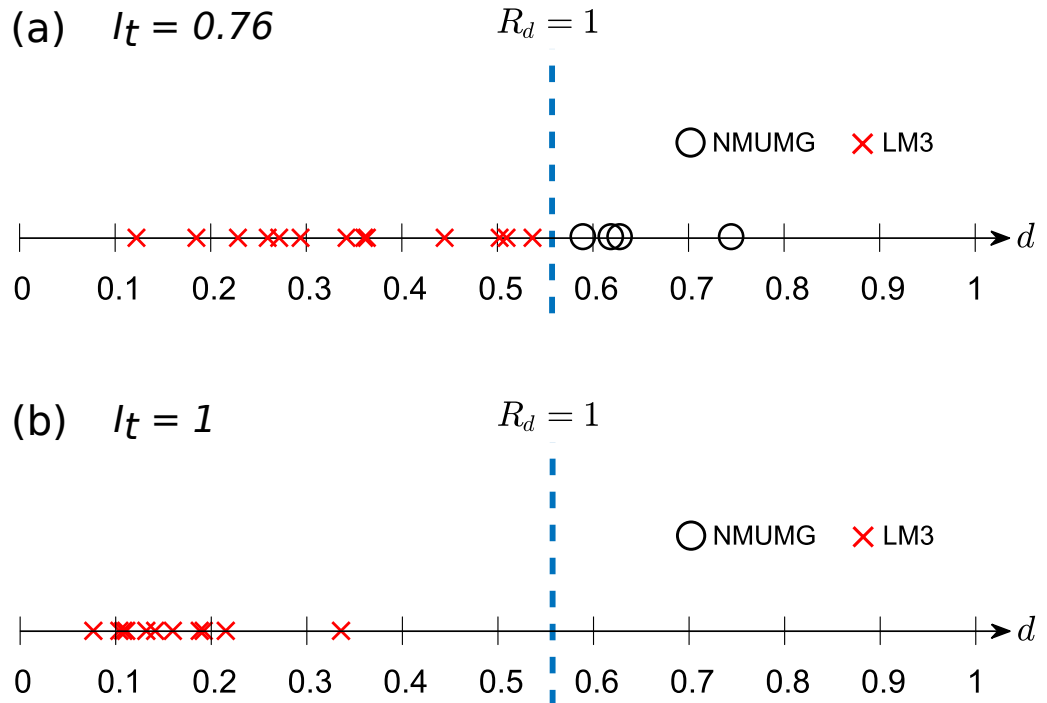 (a) I_t = 0.76
R_d = 1
NMUMG LM3
d
0 0.1 0.2 0.3 0.4 0.5 0.6 0.7 0.8 0.9 1
(b) I_t = 1
R_d = 1
NMUMG LM3
d
0 0.1 0.2 0.3 0.4 0.5 0.6 0.7 0.8 0.9 1